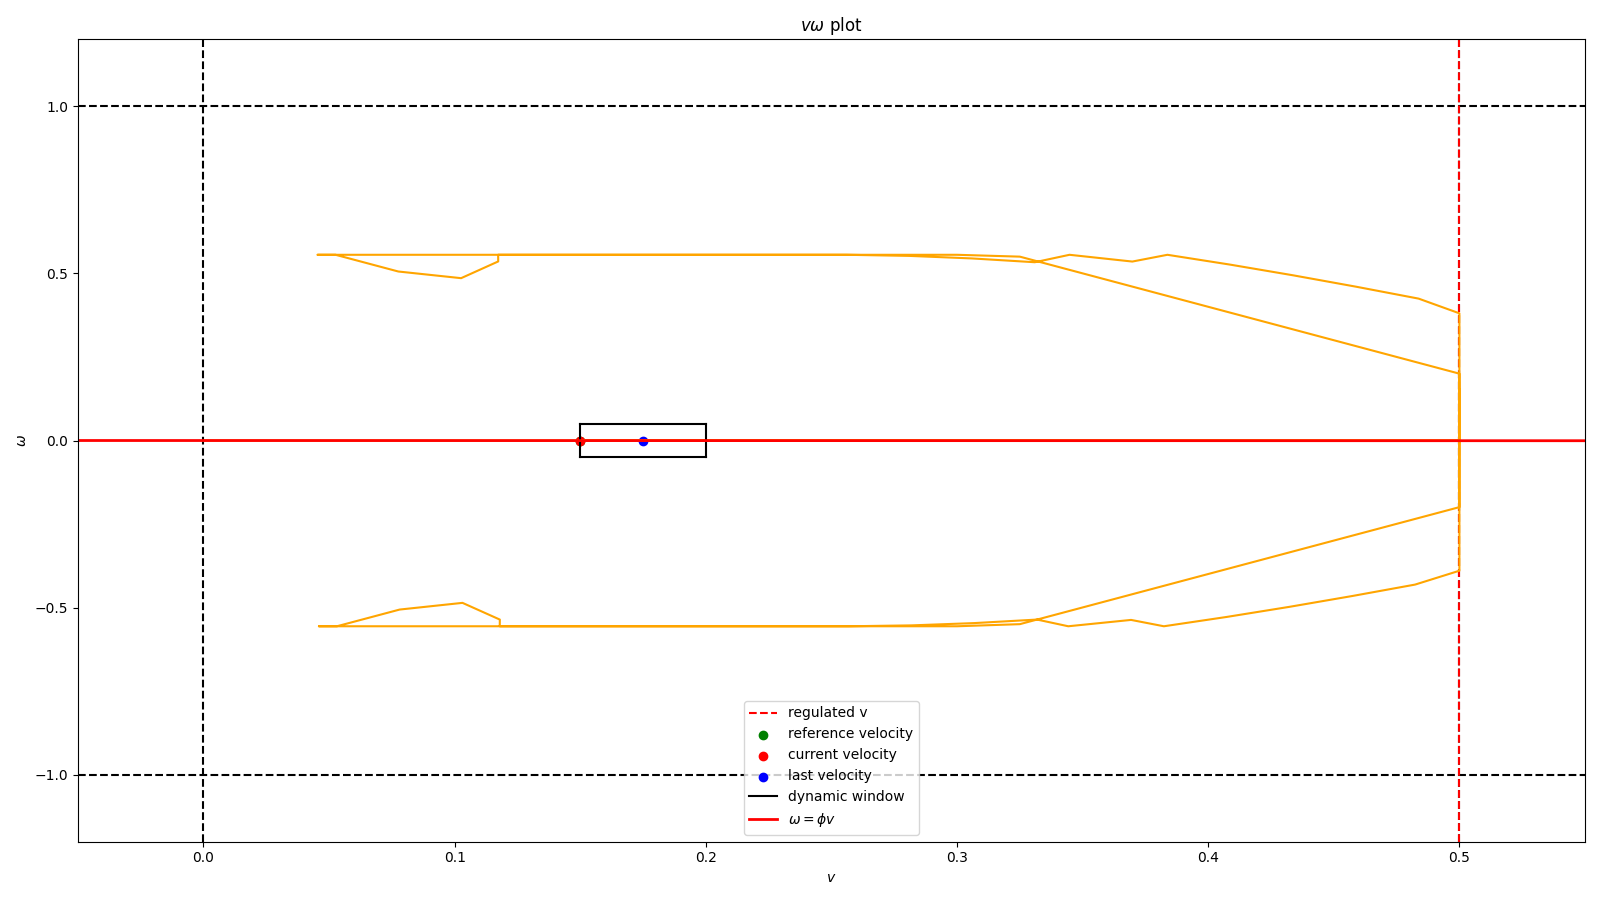 vω plot
1.0
0.5
0.0
−0.5
−1.0
ω
0.0 0.1 0.2 0.3 0.4 0.5
v
regulated v
reference velocity
current velocity
last velocity
dynamic window
ω = ϕv